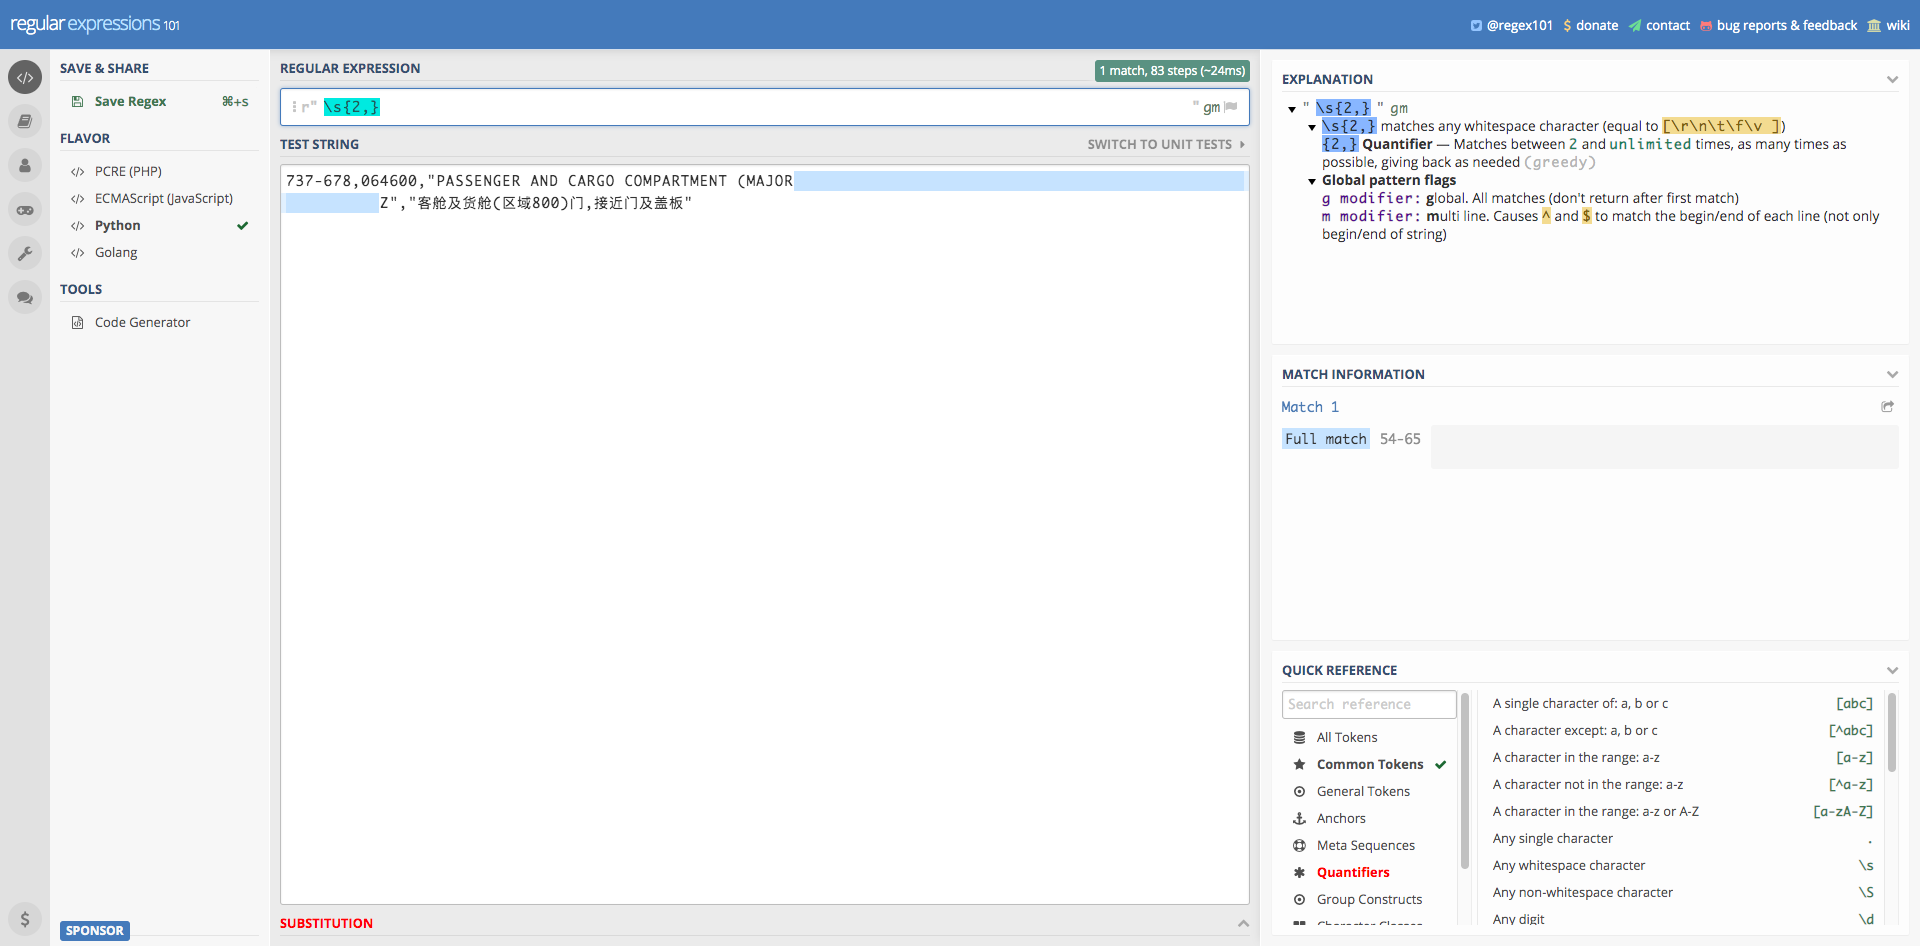 regular expressions 101
@regex101 $ donate contact bug reports & feedback wiki
SAVE & SHARE
Save Regex ⌘+s
FLAVOR
</> PCRE (PHP)
</> ECMAScript (JavaScript)
</> Python
</> Golang
TOOLS
Code Generator
$
SPONSOR
REGULAR EXPRESSION
1 match, 83 steps (~24ms)
r" \s{2,} " gm
TEST STRING
SWITCH TO UNIT TESTS
737-678,064600,"PASSENGER AND CARGO COMPARTMENT (MAJOR
Z","客舱及货舱(区域800)门,接近门及盖板"
SUBSTITUTION
EXPLANATION
" \s{2,} " gm
\s{2,} matches any whitespace character (equal to [\r\n\t\f\v ])
{2,} Quantifier — Matches between 2 and unlimited times, as many times as
possible, giving back as needed (greedy)
Global pattern flags
g modifier: global. All matches (don't return after first match)
m modifier: multi line. Causes ^ and $ to match the begin/end of each line (not only
begin/end of string)
MATCH INFORMATION
Match 1
Full match 54-65
QUICK REFERENCE
Search reference
All Tokens
Common Tokens
General Tokens
Anchors
Meta Sequences
Quantifiers
Group Constructs
Character Classes
A single character of: a, b or c [abc]
A character except: a, b or c [^abc]
A character in the range: a-z [a-z]
A character not in the range: a-z [^a-z]
A character in the range: a-z or A-Z [a-zA-Z]
Any single character .
Any whitespace character \s
Any non-whitespace character \S
Any digit \d